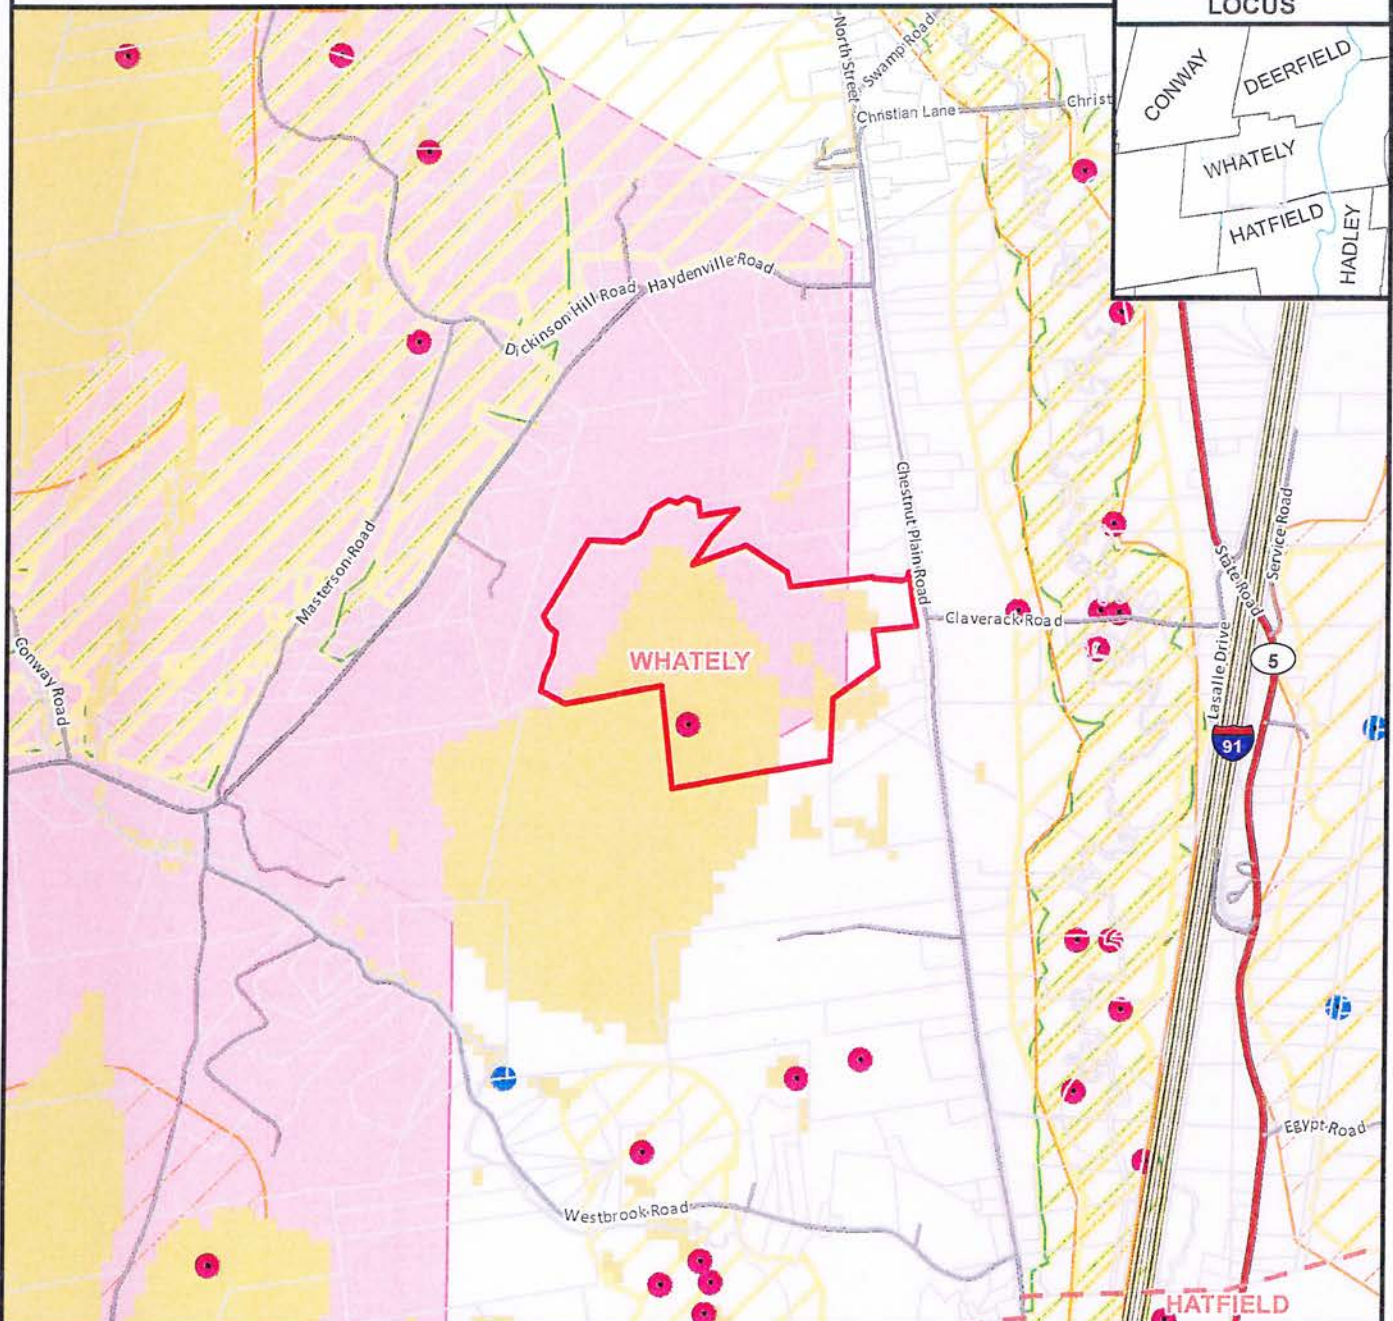 LOCUS
CONWAY
DEERFIELD
WHATELY
HATFIELD
HADLEY
North Street
Swamp Road
Christian Lane
Christ
Haydenville Road
Dickinson Hill Road
Chestnut Plain Road
Masterson Road
Conway Road
Claverack Road
State Road
Service Road
Lasalle Drive
5
91
WHATELY
Egypt Road
Westbrook Road
HATFIELD